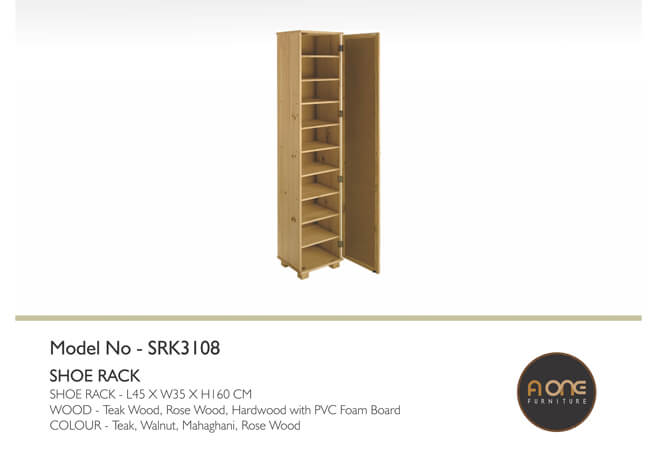 Model No - SRK3108
SHOE RACK
SHOE RACK - L45 X W35 X H160 CM
WOOD - Teak Wood, Rose Wood, Hardwood with PVC Foam Board
COLOUR - Teak, Walnut, Mahaghani, Rose Wood
A ONE
FURNITURE